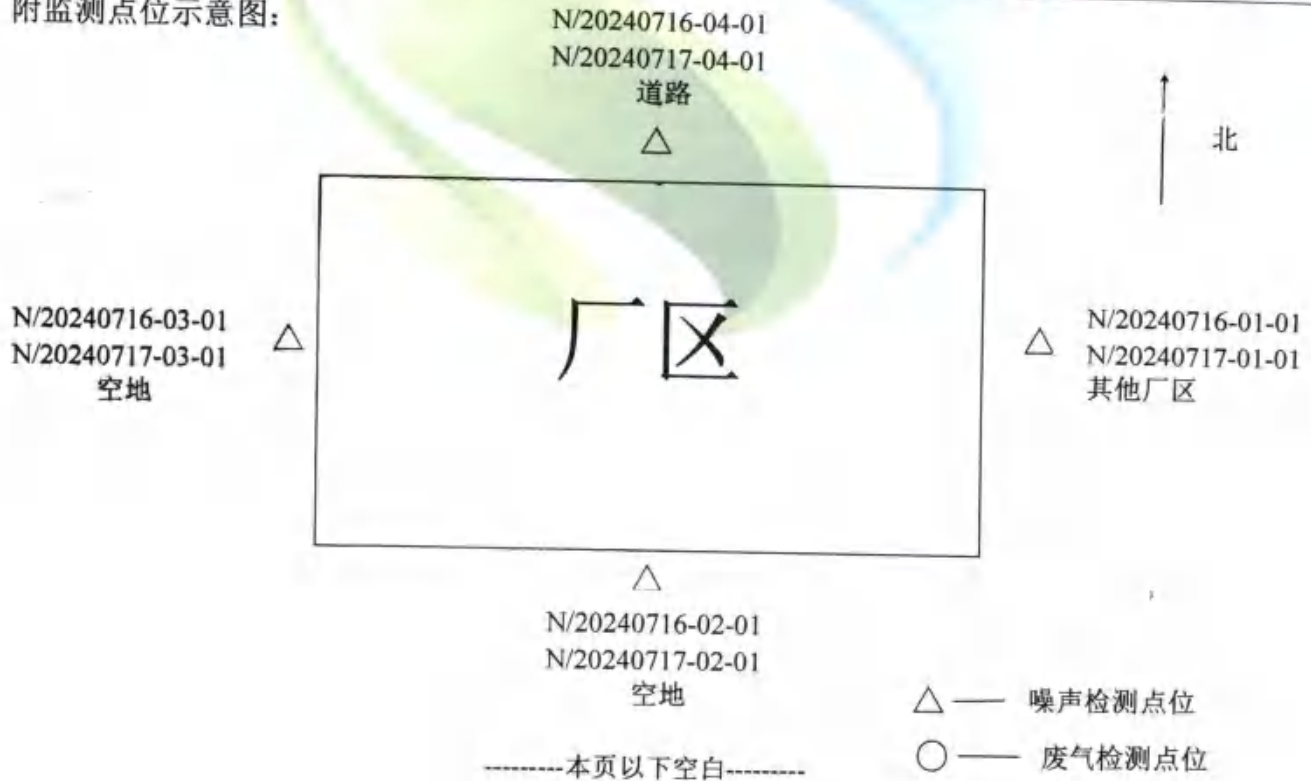 附监测点位示意图：
N/20240716-04-01
N/20240717-04-01
道路
北
N/20240716-03-01
N/20240717-03-01
空地
厂区
N/20240716-01-01
N/20240717-01-01
其他厂区
N/20240716-02-01
N/20240717-02-01
空地
噪声检测点位
废气检测点位
---------本页以下空白---------